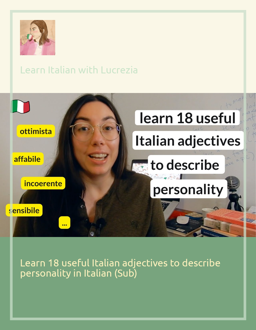 Learn Italian with Lucrezia
learn 18 useful
Italian adjectives
to describe
personality
ottimista
affabile
incoerente
sensibile
...
Learn 18 useful Italian adjectives to describe
personality in Italian (Sub)